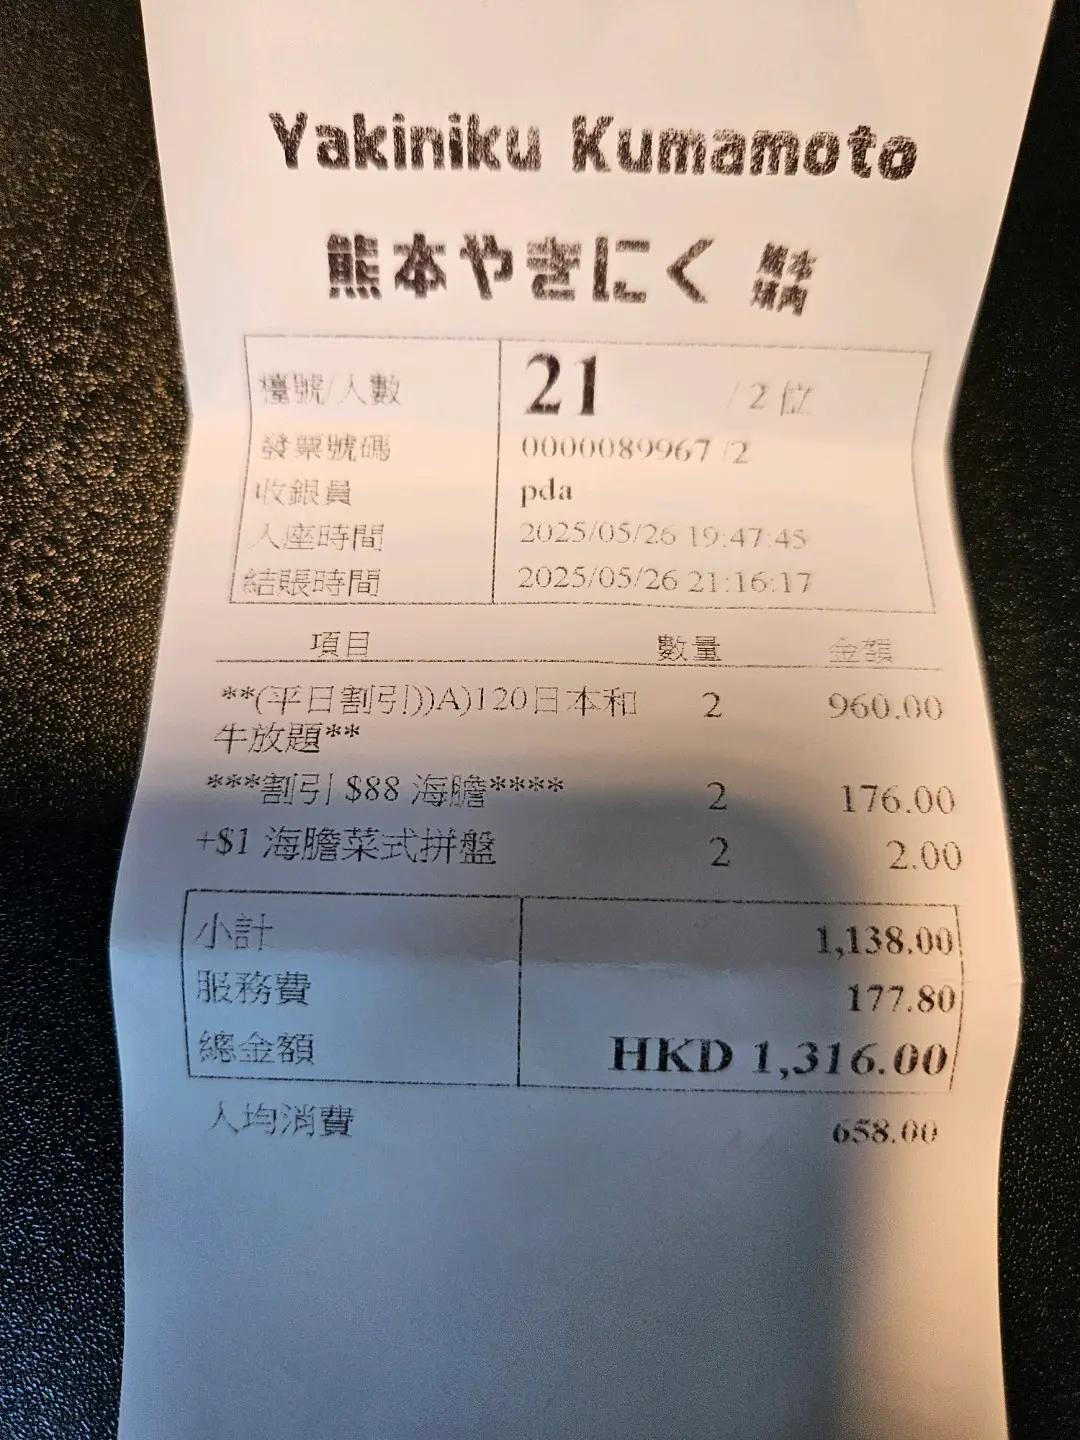 Yakiniku Kumamoto
熊本やきにく 熊本
焼肉
檯號/人數 21 /2 位
發票號碼 0000089967 /2
收銀員 pda
入座時間 2025/05/26 19:47:45
結賬時間 2025/05/26 21:16:17
項目 數量 金額
**(平日割引))A)120日本和 2 960.00
牛放題**
***割引 $88 海膽**** 2 176.00
+$1 海膽菜式拼盤 2 2.00
小計 1,138.00
服務費 177.80
總金額 HKD 1,316.00
人均消費 658.00